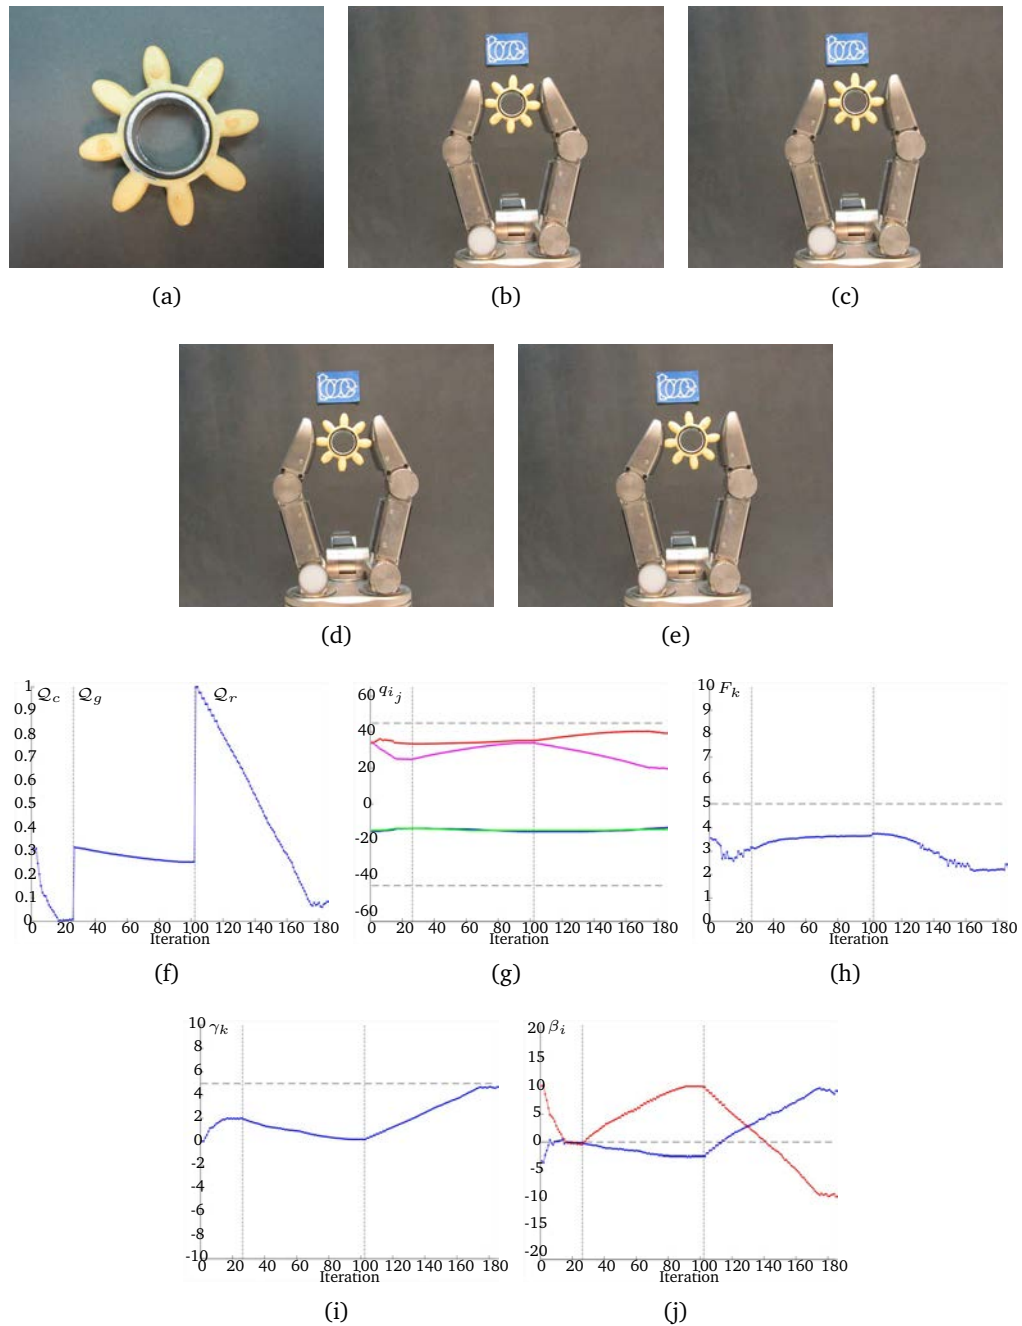 (a)
(b)
(c)
(d)
(e)
1
0.9
0.8
0.7
0.6
0.5
0.4
0.3
0.2
0.1
0
𝒬c 𝒬g 𝒬r
0 20 40 60 80 100 120 140 160 180
Iteration
(f)
60
40
20
0
-20
-40
-60
qij
0 20 40 60 80 100 120 140 160 180
Iteration
(g)
10
9
8
7
6
5
4
3
2
1
0
Fk
0 20 40 60 80 100 120 140 160 180
Iteration
(h)
10
8
6
4
2
0
-2
-4
-6
-8
-10
γk
0 20 40 60 80 100 120 140 160 180
Iteration
(i)
20
15
10
5
0
-5
-10
-15
-20
βi
0 20 40 60 80 100 120 140 160 180
Iteration
(j)